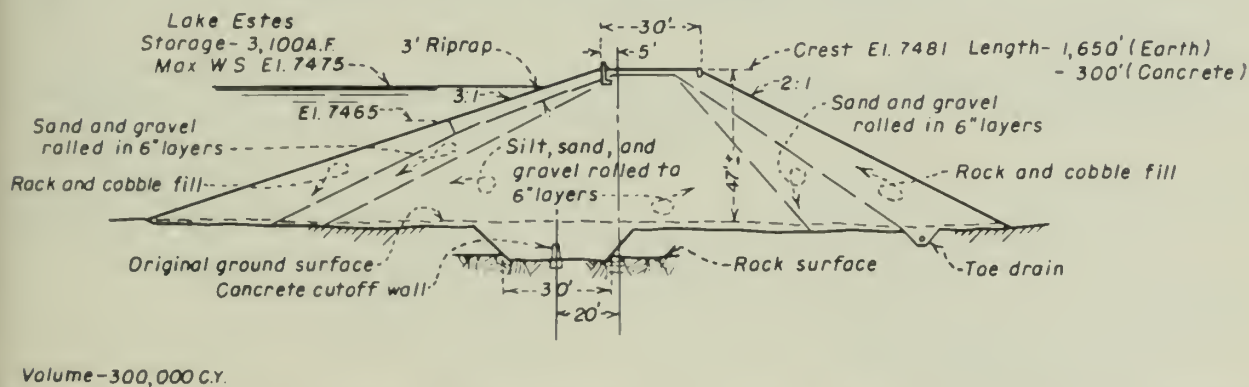 Lake Estes
Storage- 3,100A.F.
Max WS El. 7475
3' Riprap
30'
5'
Crest El. 7481 Length- 1,650' (Earth)
- 300' (Concrete)
El. 7465
3:1
2:1
Sand and gravel
rolled in 6" layers
Sand and gravel
rolled in 6" layers
Silt, sand, and
gravel rolled to
6" layers
47'±
Rock and cobble fill
Rock and cobble fill
Original ground surface
Concrete cutoff wall
Rock surface
Toe drain
30'
20'
Volume-300,000 C.Y.